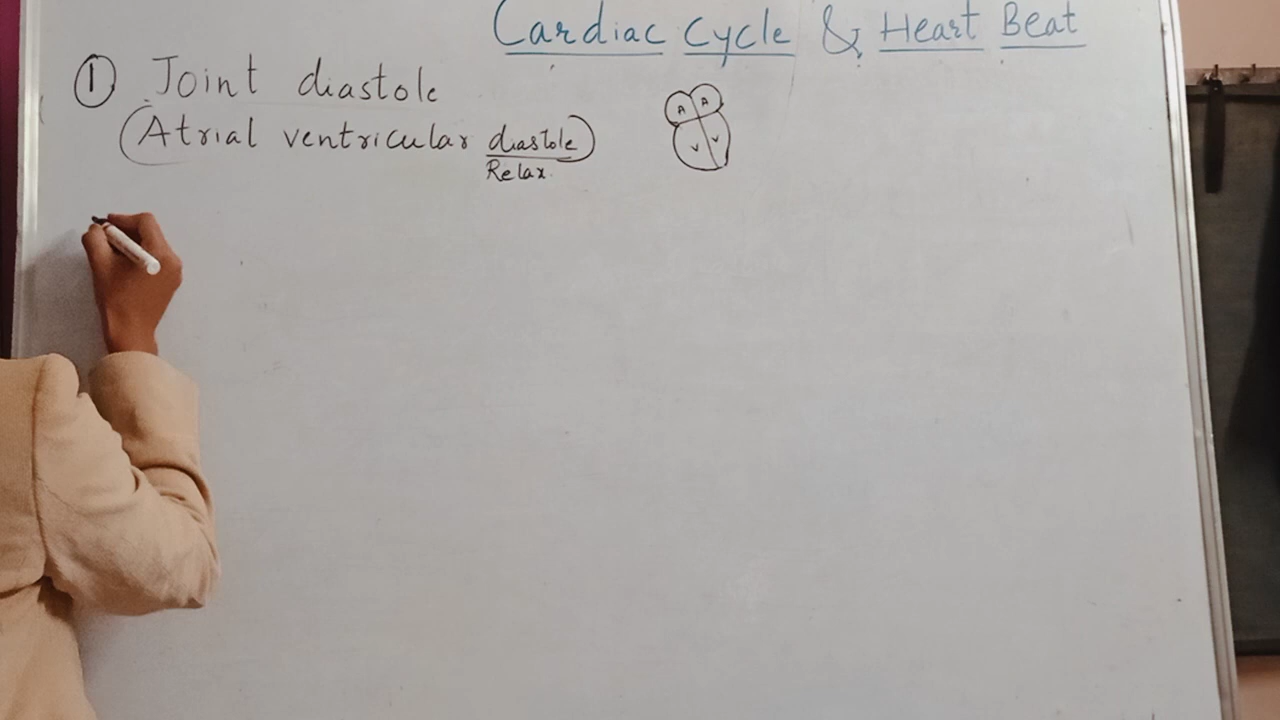 Cardiac Cycle & Heart Beat
① Joint diastole
(Atrial ventricular diastole)
Relax.
A A
V V